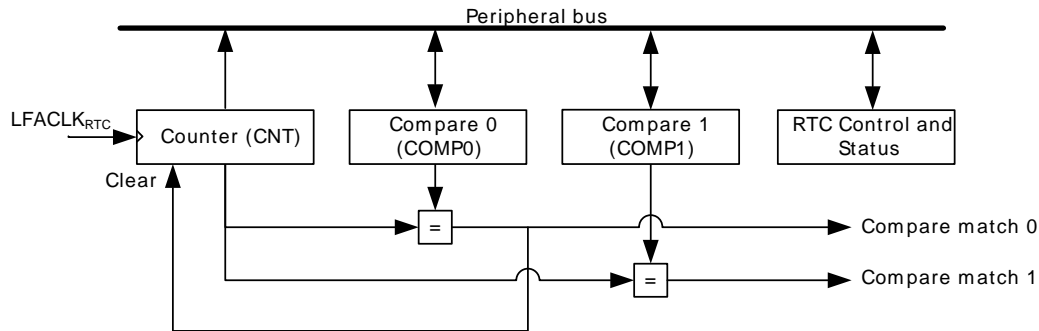 Peripheral bus
LFACLKRTC
Counter (CNT)
Compare 0
(COMP0)
Compare 1
(COMP1)
RTC Control and
Status
Clear
=
Compare match 0
=
Compare match 1